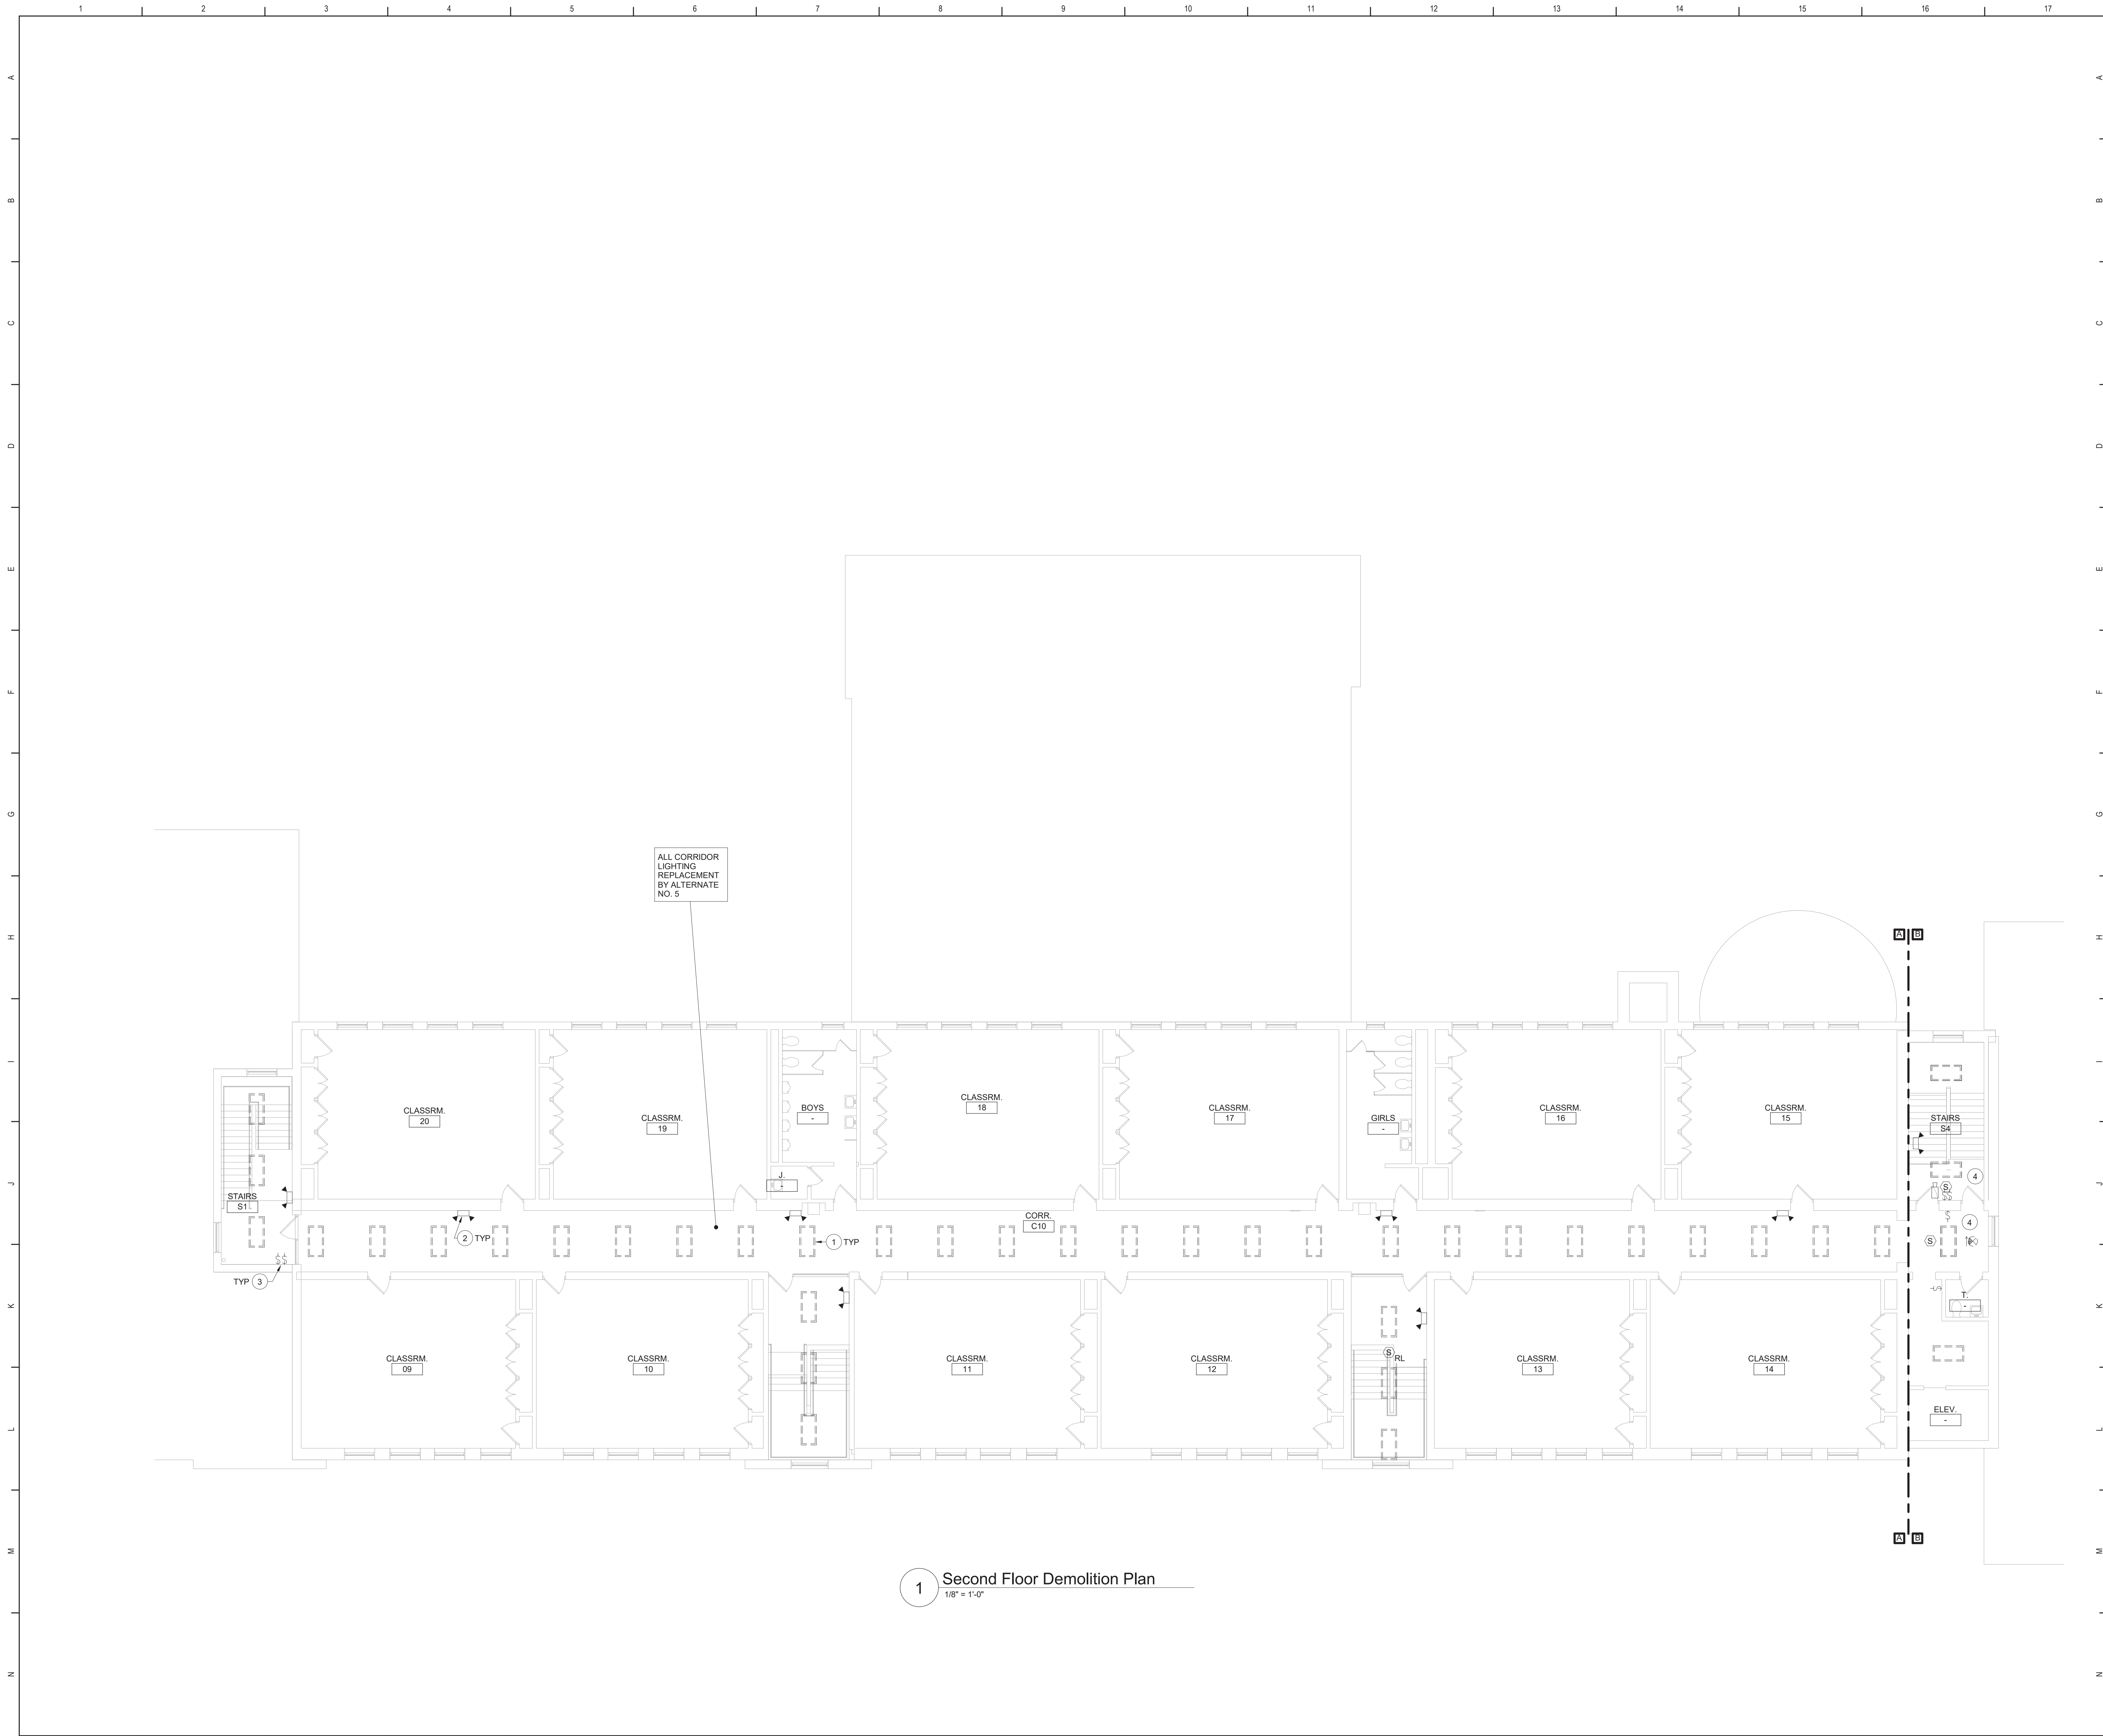 1 2 3 4 5 6 7 8 9 10 11 12 13 14 15 16 17
A A
B B
C C
D D
E E
F F
G G
ALL CORRIDOR
LIGHTING
REPLACEMENT
BY ALTERNATE
NO. 5
H H
A B
I I
CLASSRM.
20
CLASSRM.
19
BOYS
-
CLASSRM.
18
CLASSRM.
17
GIRLS
-
CLASSRM.
16
CLASSRM.
15
STAIRS
S4
J J
STAIRS
S1
J.
-
4
S
$$
$
CORR.
C10
4
2 TYP
1 TYP
S
$$
TYP 3
K K
$
T.
-
S
RL
CLASSRM.
09
CLASSRM.
10
CLASSRM.
11
CLASSRM.
12
CLASSRM.
13
CLASSRM.
14
ELEV.
-
L L
A B
M M
1 Second Floor Demolition Plan
1/8" = 1'-0"
N N